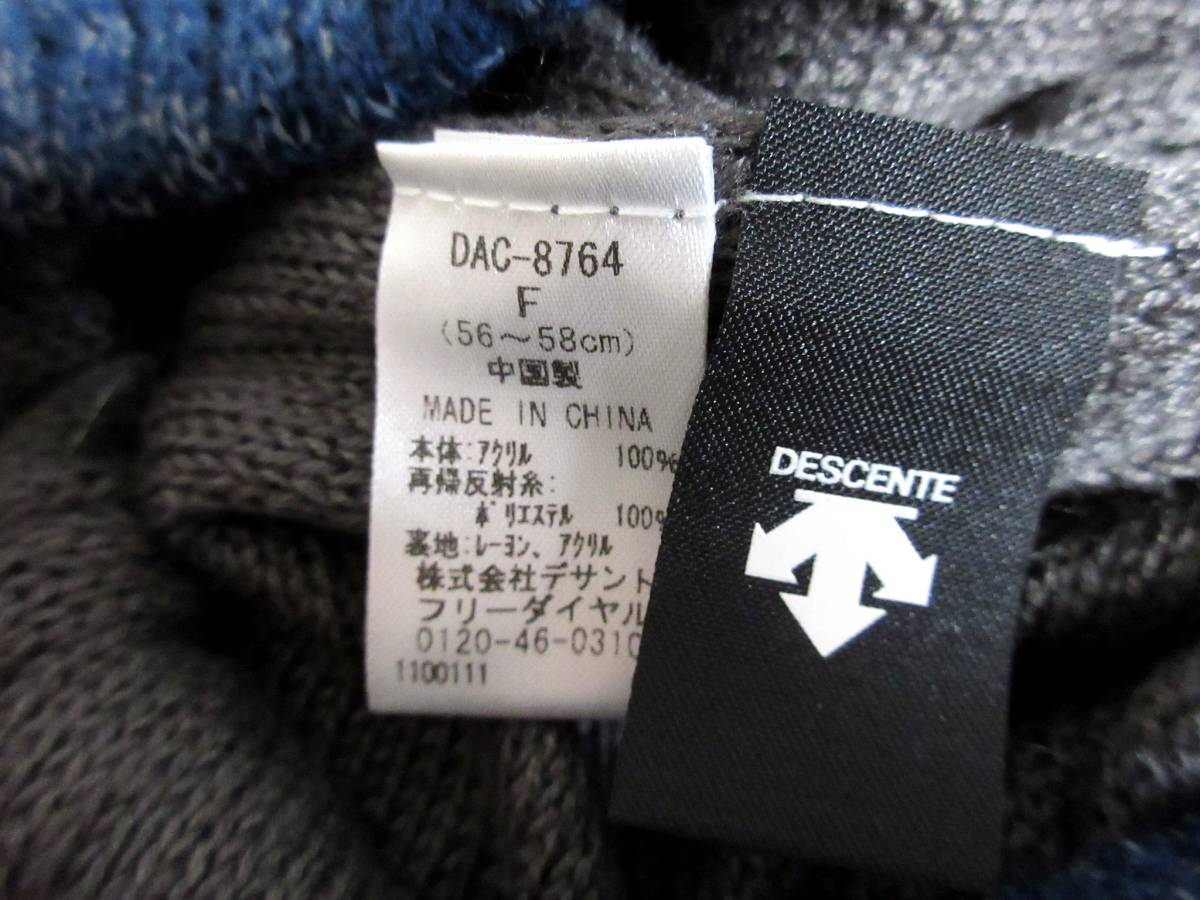 DAC-8764
F
(56～58cm)
中国製
MADE IN CHINA
本体:アクリル 100%
再帰反射糸:
ポリエステル 100%
裏地:レーヨン、アクリル
株式会社デサント
フリーダイヤル
0120-46-0310
1100111
DESCENTE